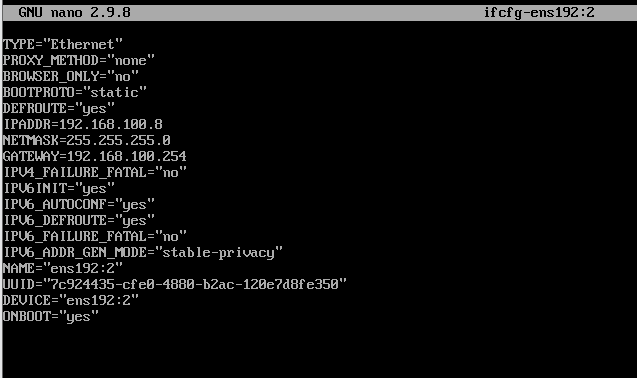 GNU nano 2.9.8 ifcfg-ens192:2
TYPE="Ethernet"
PROXY_METHOD="none"
BROWSER_ONLY="no"
BOOTPROTO="static"
DEFROUTE="yes"
IPADDR=192.168.100.8
NETMASK=255.255.255.0
GATEWAY=192.168.100.254
IPV4_FAILURE_FATAL="no"
IPV6INIT="yes"
IPV6_AUTOCONF="yes"
IPV6_DEFROUTE="yes"
IPV6_FAILURE_FATAL="no"
IPV6_ADDR_GEN_MODE="stable-privacy"
NAME="ens192:2"
UUID="7c924435-cfe0-4880-b2ac-120e7d8fe350"
DEVICE="ens192:2"
ONBOOT="yes"